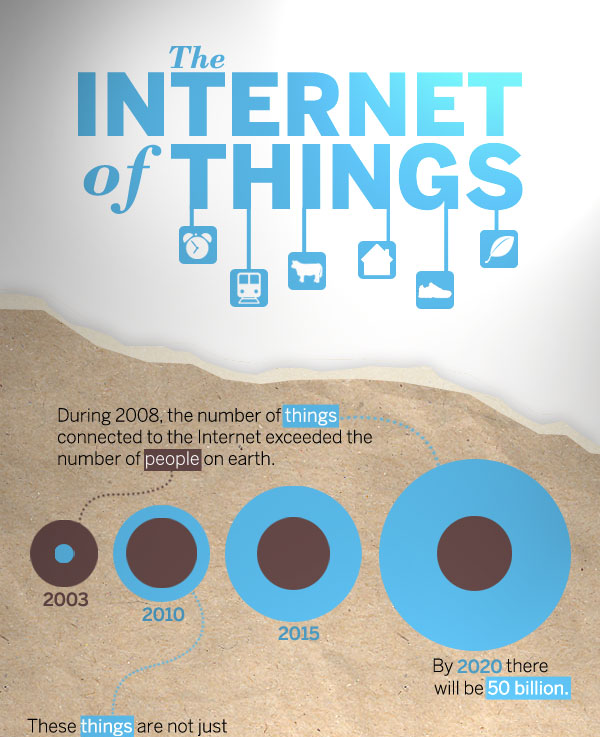 The
INTERNET
of THINGS
During 2008, the number of things
connected to the Internet exceeded the
number of people on earth.
2003
2010
2015
By 2020 there
will be 50 billion.
These things are not just